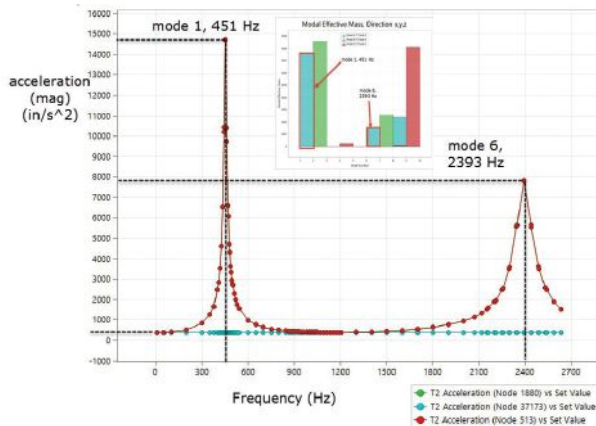 mode 1, 451 Hz
acceleration
(mag)
(in/s^2)
16000
15000
14000
13000
12000
11000
10000
9000
8000
7000
6000
5000
4000
3000
2000
1000
0
-1000
Modal Effective Mass, Direction x,y,z
mode 1, 451 Hz
mode 6,
2393 Hz
mode 6,
2393 Hz
0
300
600
900
1200
1500
1800
2100
2400
2700
Frequency (Hz)
T2 Acceleration (Node 1880) vs Set Value
T2 Acceleration (Node 37173) vs Set Value
T2 Acceleration (Node 513) vs Set Value